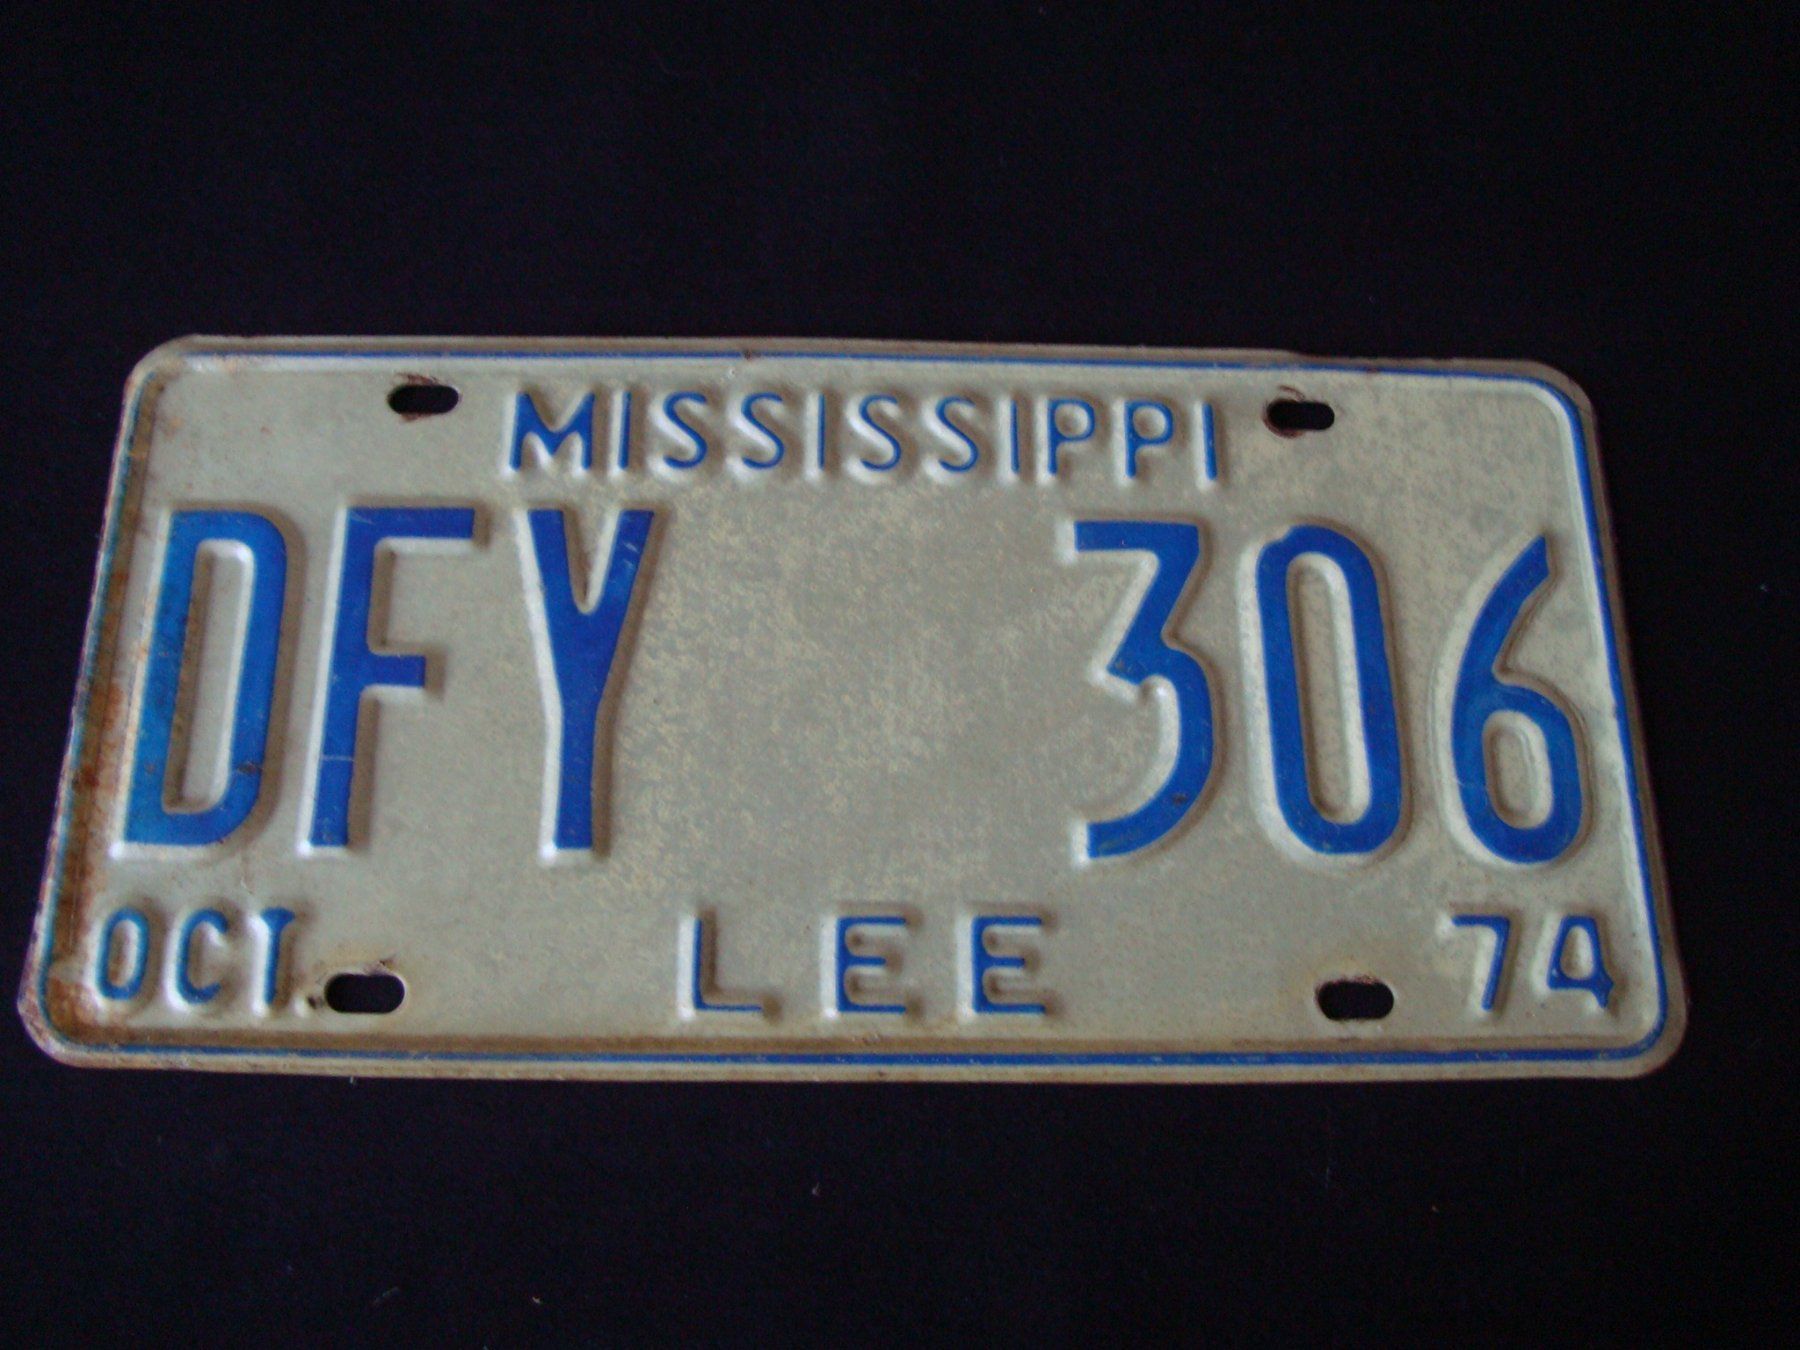 MISSISSIPPI
DFY 306
OCT. LEE 74